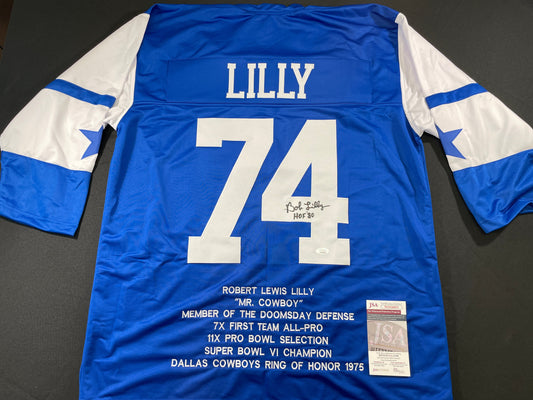 LILLY
74
Bob Lilly
HOF 80
ROBERT LEWIS LILLY
"MR. COWBOY"
MEMBER OF THE DOOMSDAY DEFENSE
7X FIRST TEAM ALL-PRO
11X PRO BOWL SELECTION
SUPER BOWL VI CHAMPION
DALLAS COWBOYS RING OF HONOR 1975
JSA
JSA